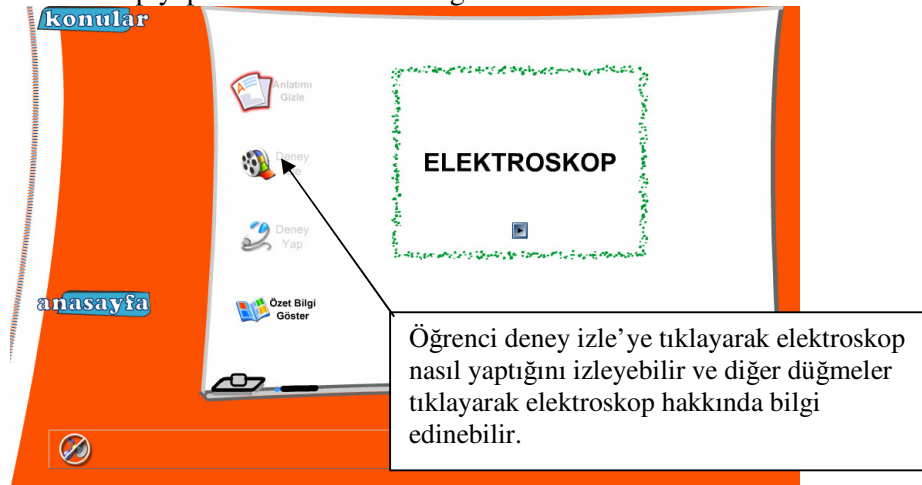 konular
Anlatımı
Gizle
Deney
ELEKTROSKOP
Deney
Yap
anasayfa
Özet Bilgi
Göster
Öğrenci deney izle’ye tıklayarak elektroskop
nasıl yaptığını izleyebilir ve diğer düğmeler
tıklayarak elektroskop hakkında bilgi
edinebilir.